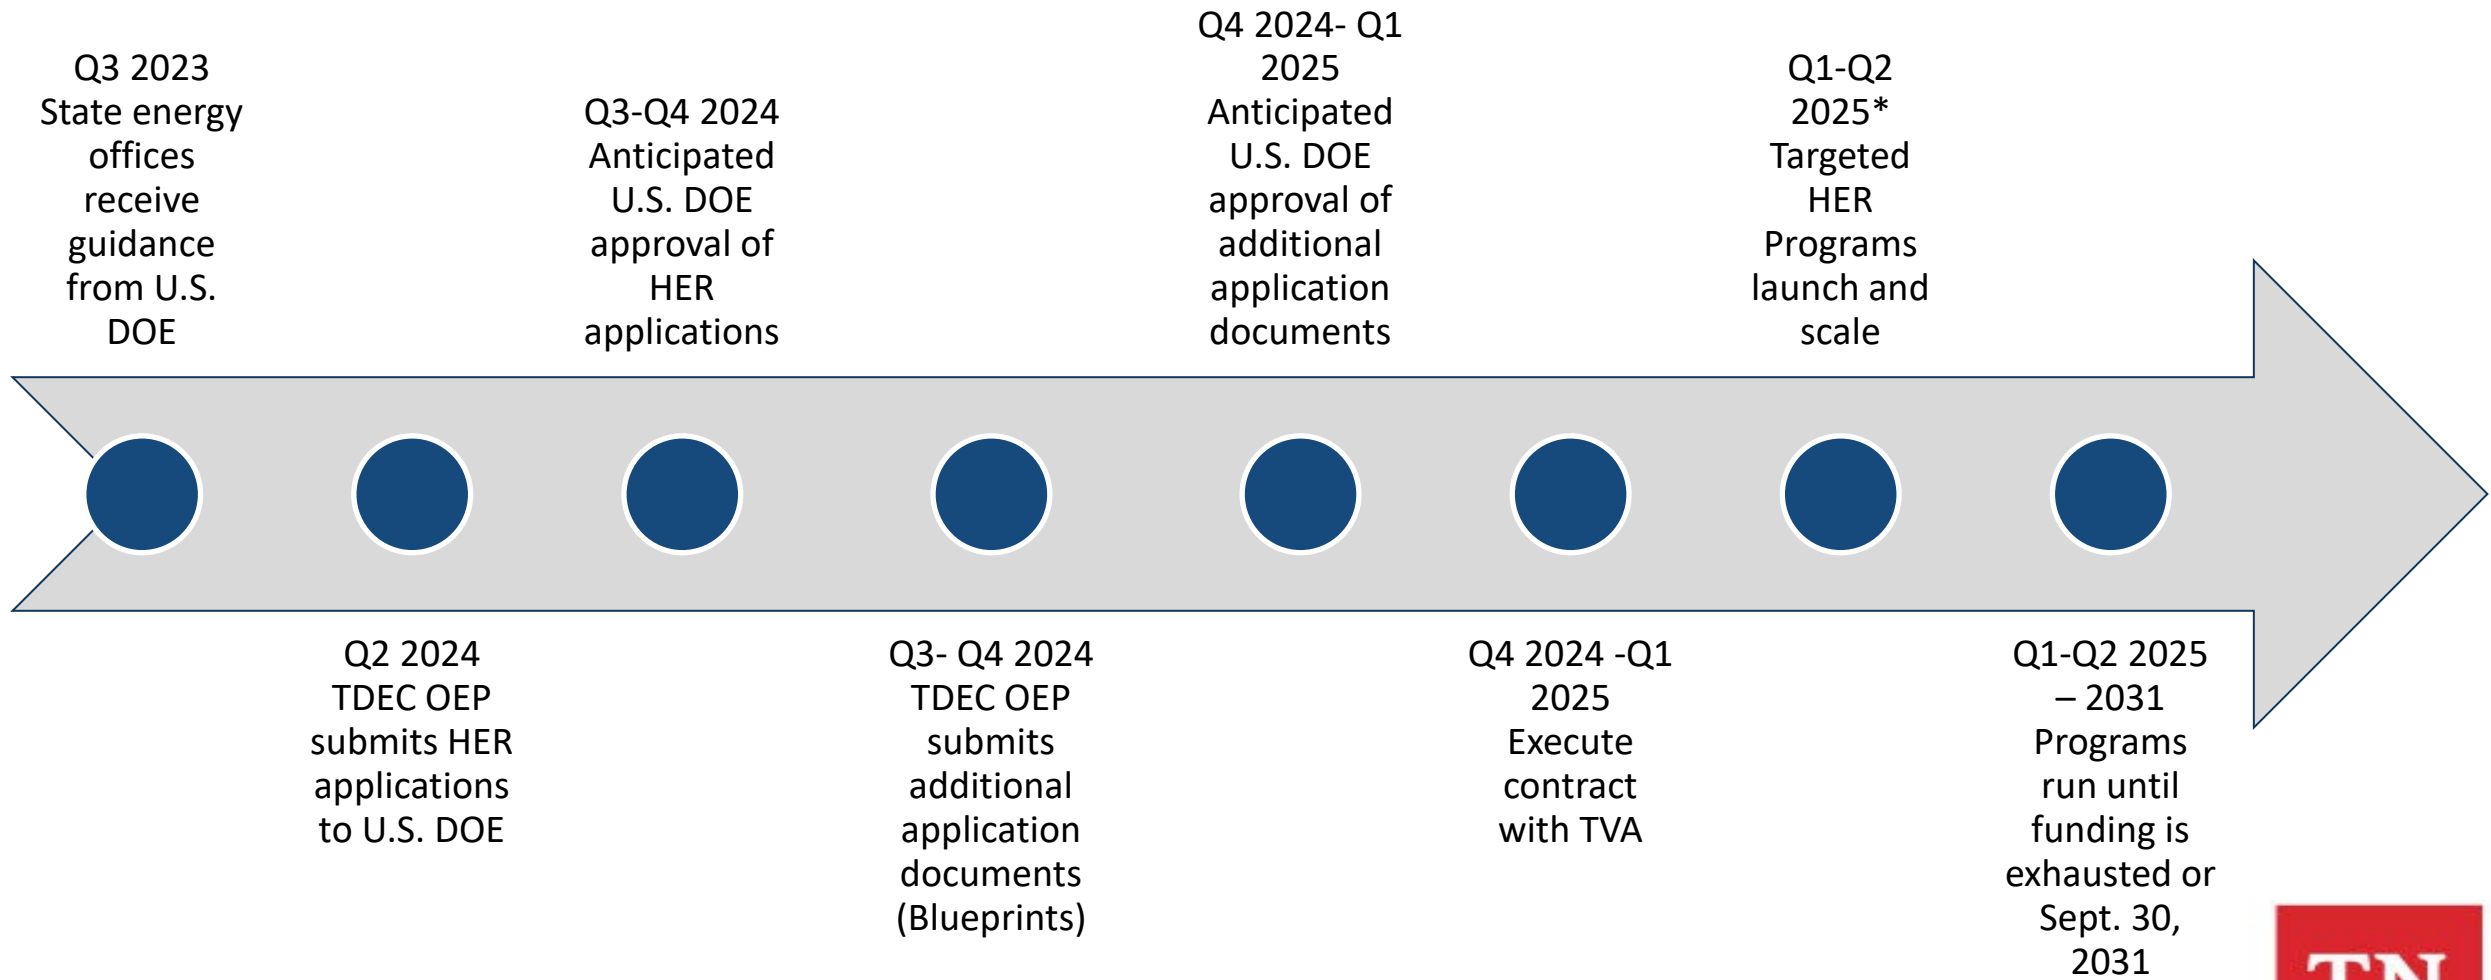 Q3 2023
State energy
offices
receive
guidance
from U.S.
DOE
Q2 2024
TDEC OEP
submits HER
applications
to U.S. DOE
Q3-Q4 2024
Anticipated
U.S. DOE
approval of
HER
applications
Q3- Q4 2024
TDEC OEP
submits
additional
application
documents
(Blueprints)
Q4 2024- Q1
2025
Anticipated
U.S. DOE
approval of
additional
application
documents
Q4 2024 -Q1
2025
Execute
contract
with TVA
Q1-Q2
2025*
Targeted
HER
Programs
launch and
scale
Q1-Q2 2025
– 2031
Programs
run until
funding is
exhausted or
Sept. 30,
2031
TN